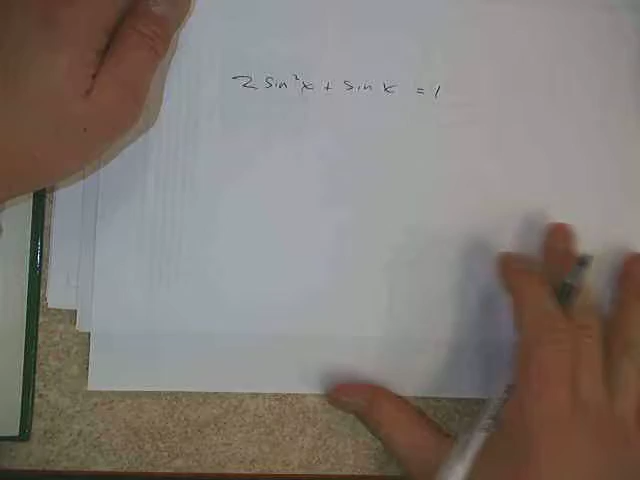 2 sin²x + sin x = 1